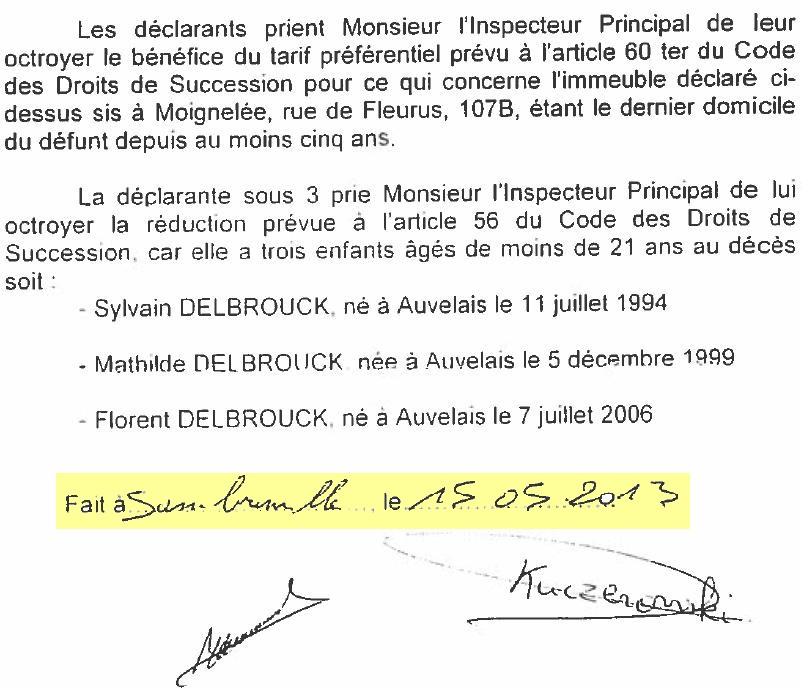 Les déclarants prient Monsieur l'Inspecteur Principal de leur
octroyer le bénéfice du tarif préférentiel prévu à l'article 60 ter du Code
des Droits de Succession pour ce qui concerne l'immeuble déclaré ci-
dessus sis à Moignelée, rue de Fleurus, 107B, étant le dernier domicile
du défunt depuis au moins cinq ans.
La déclarante sous 3 prie Monsieur l'Inspecteur Principal de lui
octroyer la réduction prévue à l'article 56 du Code des Droits de
Succession, car elle a trois enfants âgés de moins de 21 ans au décès
soit :
- Sylvain DELBROUCK, né à Auvelais le 11 juillet 1994
- Mathilde DELBROUCK, née à Auvelais le 5 décembre 1999
- Florent DELBROUCK, né à Auvelais le 7 juillet 2006
Fait à Sambreville, le 15.05.2013